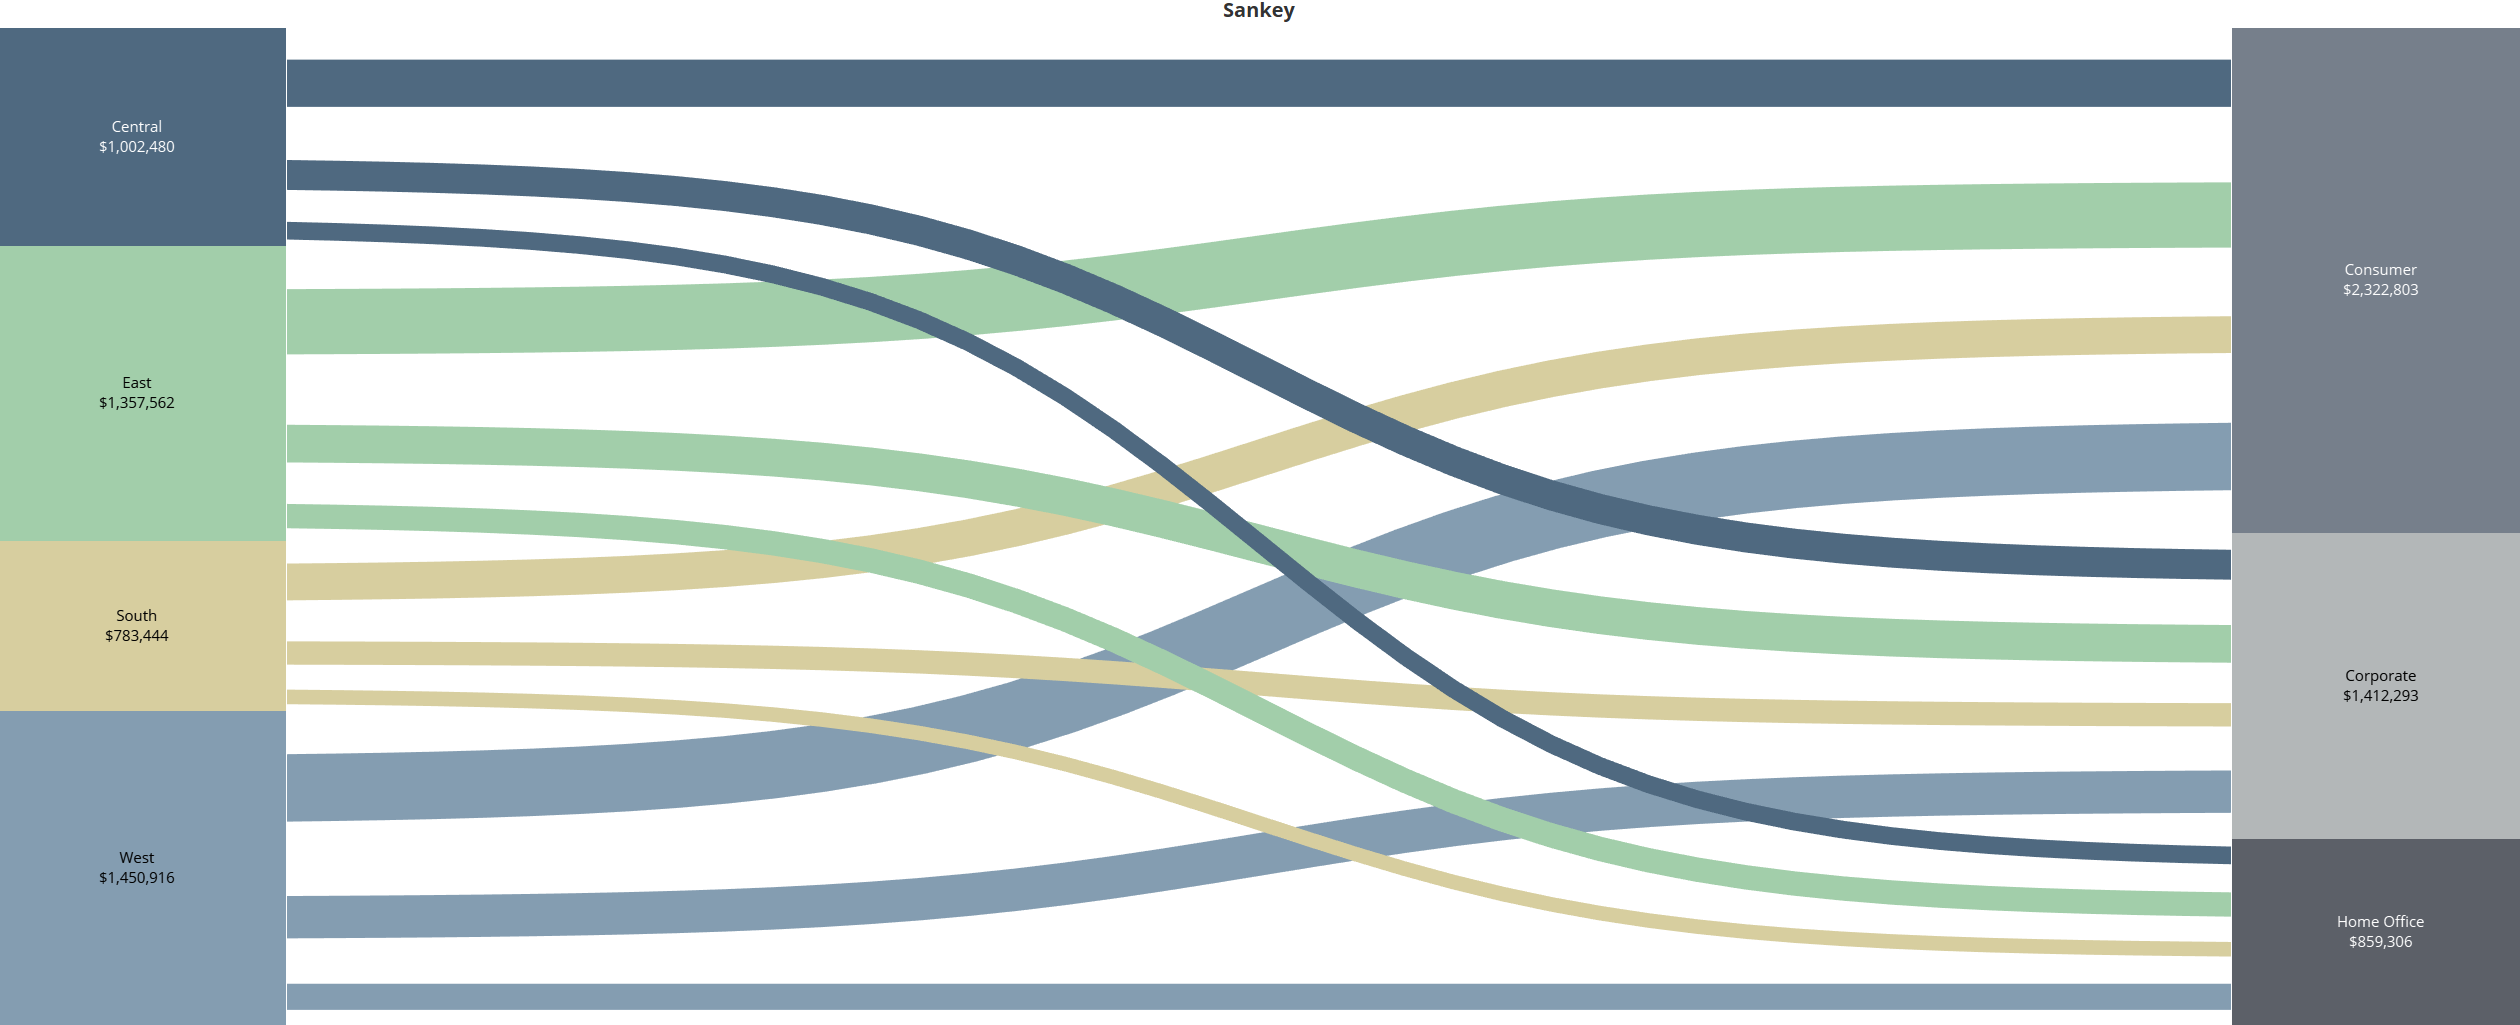 Sankey
Central
$1,002,480
East
$1,357,562
South
$783,444
West
$1,450,916
Consumer
$2,322,803
Corporate
$1,412,293
Home Office
$859,306